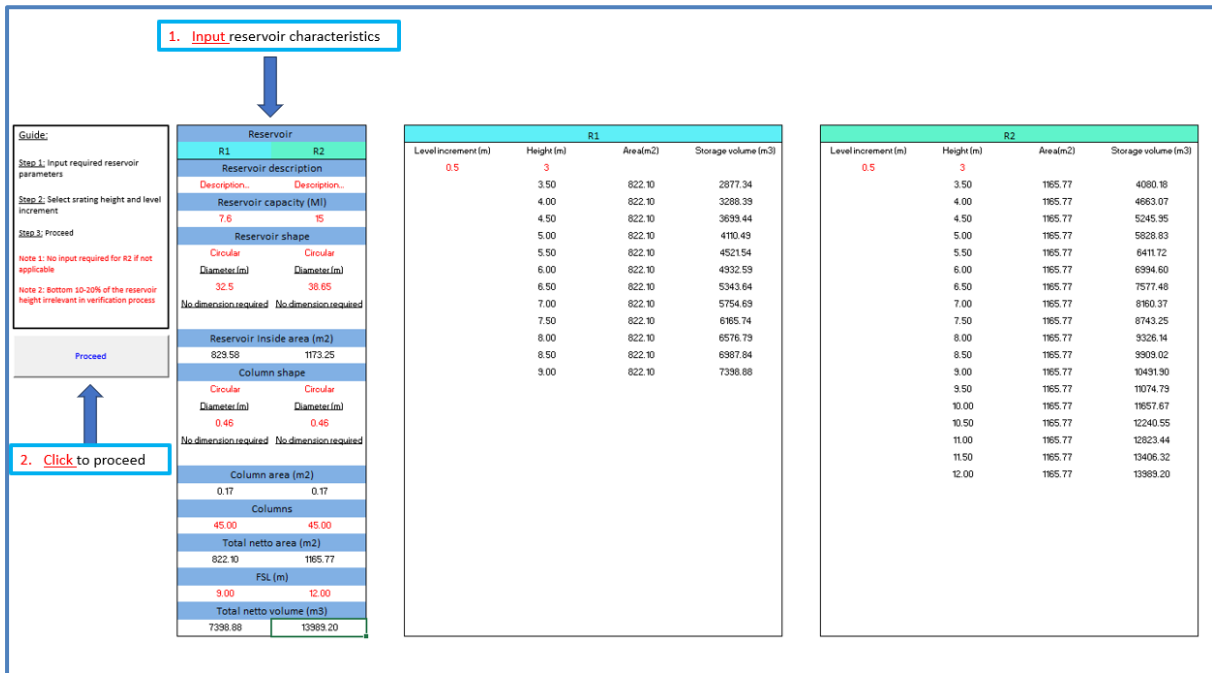 1. Input reservoir characteristics
Guide:
Step 1: Input required reservoir
parameters
Step 2: Select srating height and level
increment
Step 3: Proceed
Note 1: No input required for R2 if not
applicable
Note 2: Bottom 10-20% of the reservoir
height irrelevant in verification process
Proceed
2. Click to proceed
Reservoir
R1 R2
Reservoir description
Description... Description...
Reservoir capacity (Ml)
7.6 15
Reservoir shape
Circular Circular
Diameter (m) Diameter (m)
32.5 38.65
No dimension required No dimension required
Reservoir Inside area (m2)
829.58 1173.25
Column shape
Circular Circular
Diameter (m) Diameter (m)
0.46 0.46
No dimension required No dimension required
Column area (m2)
0.17 0.17
Columns
45.00 45.00
Total netto area (m2)
822.10 1165.77
FSL (m)
9.00 12.00
Total netto volume (m3)
7398.88 13989.20
R1
Level increment (m) Height (m) Area(m2) Storage volume (m3)
0.5 3
3.50 822.10 2877.34
4.00 822.10 3288.39
4.50 822.10 3699.44
5.00 822.10 4110.49
5.50 822.10 4521.54
6.00 822.10 4932.59
6.50 822.10 5343.64
7.00 822.10 5754.69
7.50 822.10 6165.74
8.00 822.10 6576.79
8.50 822.10 6987.84
9.00 822.10 7398.88
R2
Level increment (m) Height (m) Area(m2) Storage volume (m3)
0.5 3
3.50 1165.77 4080.18
4.00 1165.77 4663.07
4.50 1165.77 5245.95
5.00 1165.77 5828.83
5.50 1165.77 6411.72
6.00 1165.77 6994.60
6.50 1165.77 7577.48
7.00 1165.77 8160.37
7.50 1165.77 8743.25
8.00 1165.77 9326.14
8.50 1165.77 9909.02
9.00 1165.77 10491.90
9.50 1165.77 11074.79
10.00 1165.77 11657.67
10.50 1165.77 12240.55
11.00 1165.77 12823.44
11.50 1165.77 13406.32
12.00 1165.77 13989.20